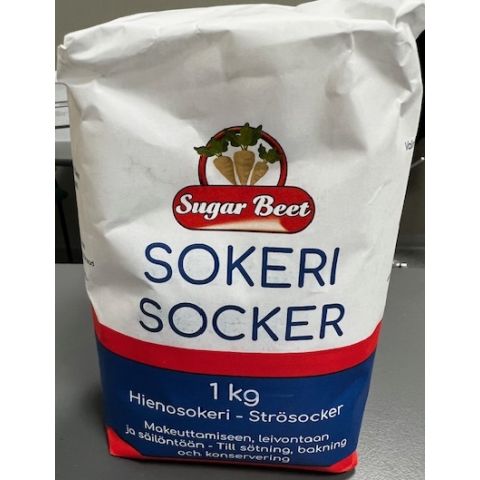 Sugar Beet
SOKERI
SOCKER
1 kg
Hienosokeri - Strösocker
Makeuttamiseen, leivontaan
ja säilöntään - Till sötning, bakning
och konservering